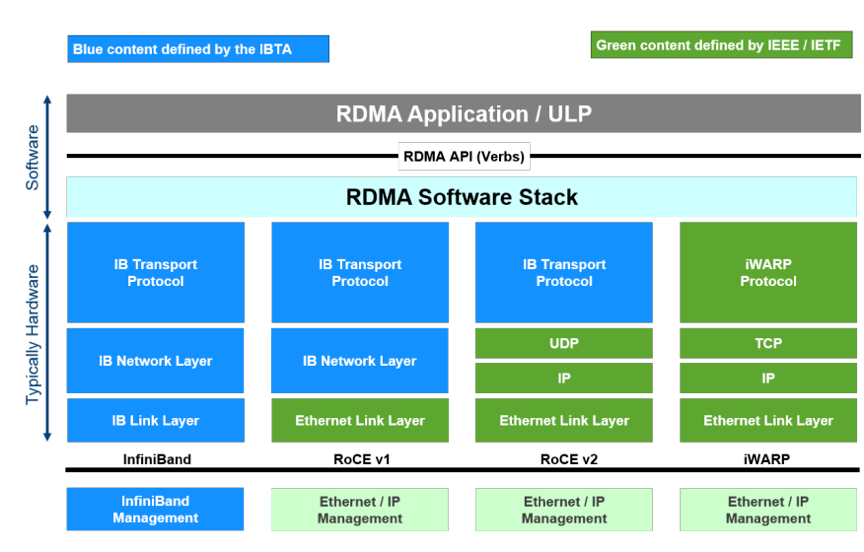 Blue content defined by the IBTA
Green content defined by IEEE / IETF
Software
RDMA Application / ULP
RDMA API (Verbs)
RDMA Software Stack
Typically Hardware
IB Transport
Protocol
IB Transport
Protocol
IB Transport
Protocol
iWARP
Protocol
IB Network Layer
IB Network Layer
UDP
TCP
IP
IP
IB Link Layer
Ethernet Link Layer
Ethernet Link Layer
Ethernet Link Layer
InfiniBand
RoCE v1
RoCE v2
iWARP
InfiniBand
Management
Ethernet / IP
Management
Ethernet / IP
Management
Ethernet / IP
Management